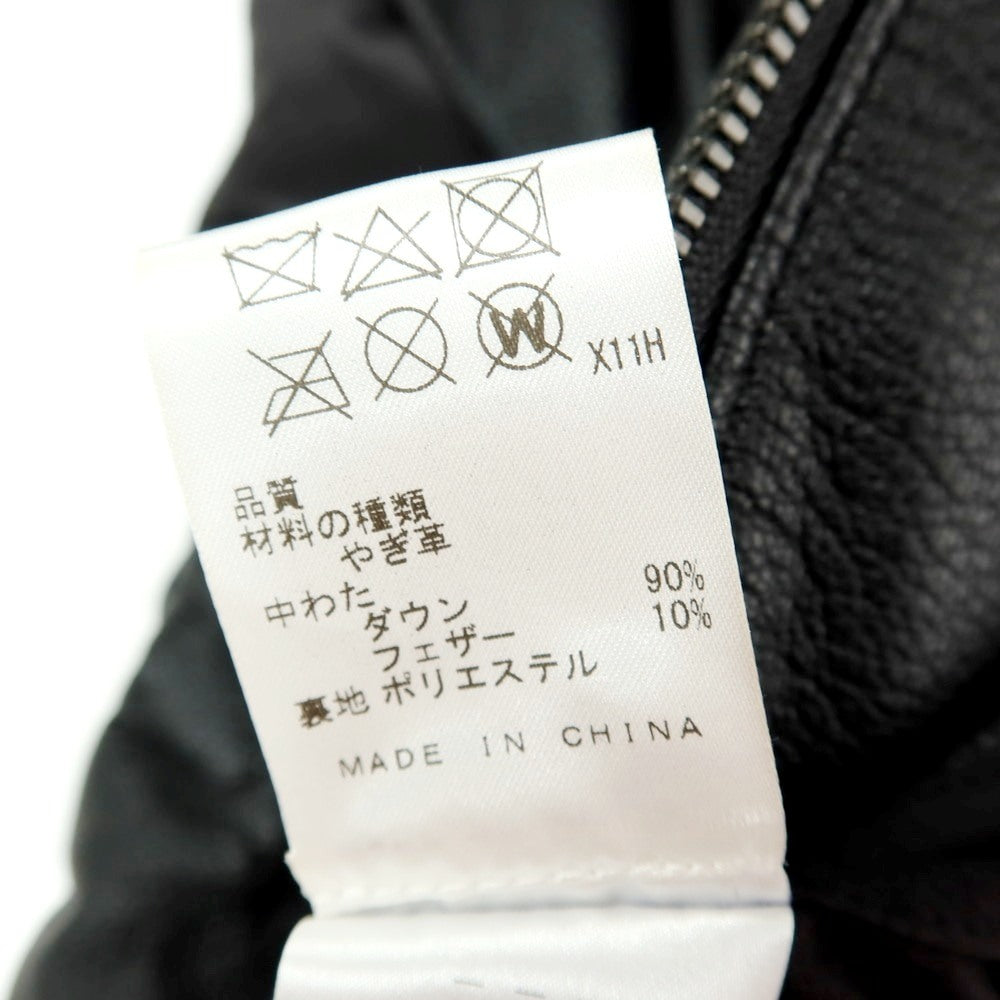 W X11H
品質
材料の種類
やぎ革
中わた
ダウン 90%
フェザー 10%
裏地 ポリエステル
MADE IN CHINA